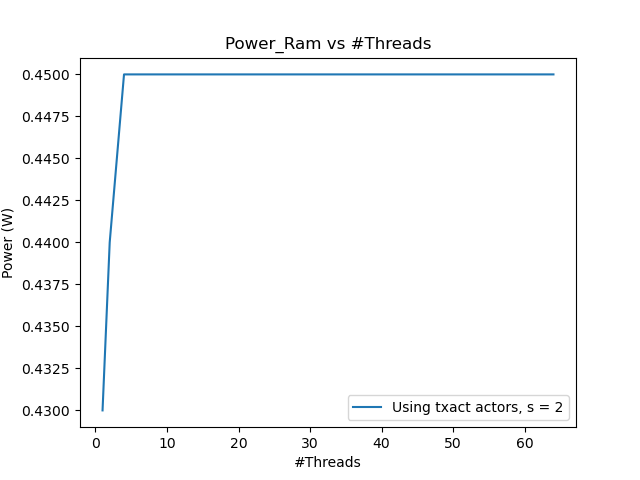 Power_Ram vs #Threads
0.4500
0.4475
0.4450
0.4425
0.4400
0.4375
0.4350
0.4325
0.4300
Power (W)
Using txact actors, s = 2
0 10 20 30 40 50 60
#Threads